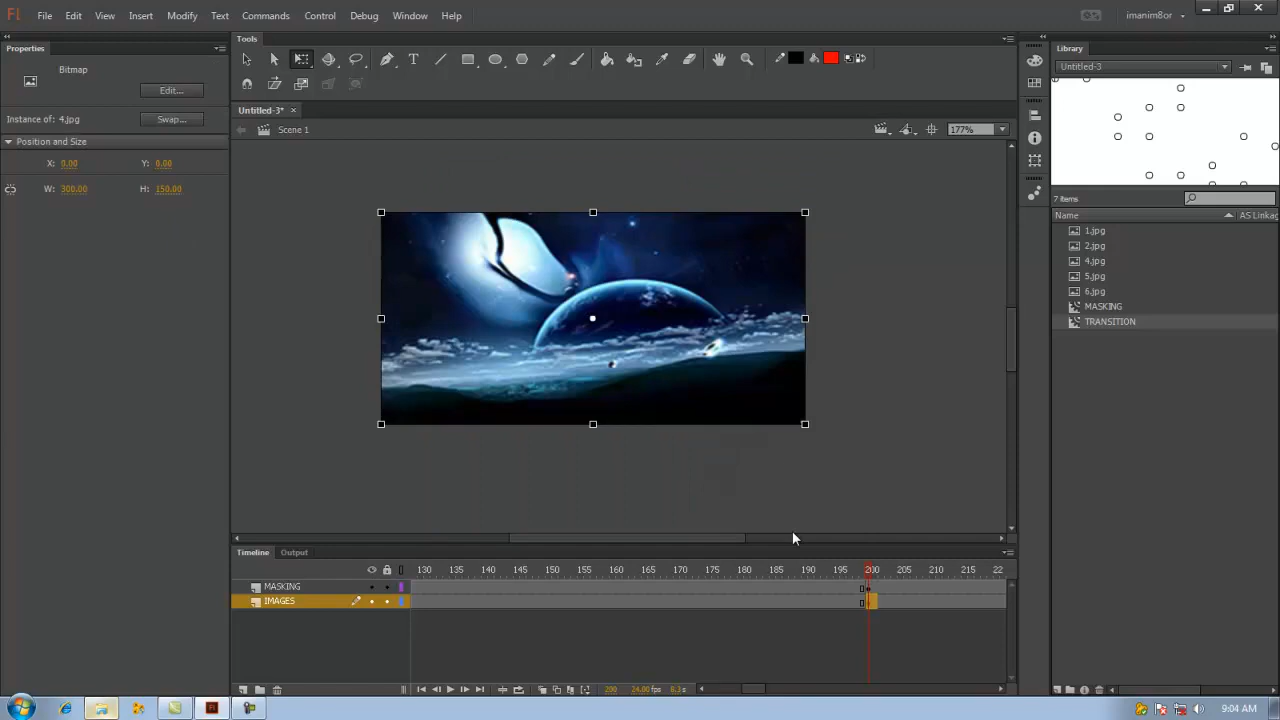 Fl File Edit View Insert Modify Text Commands Control Debug Window Help imanim8or
Properties
Bitmap
Edit...
Instance of: 4.jpg Swap...
Position and Size
X: 0.00 Y: 0.00
W: 300.00 H: 150.00
Tools
Untitled-3*
Scene 1
177%
Library
Untitled-3
7 items
Name AS Linkag
1.jpg
2.jpg
4.jpg
5.jpg
6.jpg
MASKING
TRANSITION
Timeline Output
130 135 140 145 150 155 160 165 170 175 180 185 190 195 200 205 210 215 22
MASKING
IMAGES
200 24.00fps 8.3s
9:04 AM